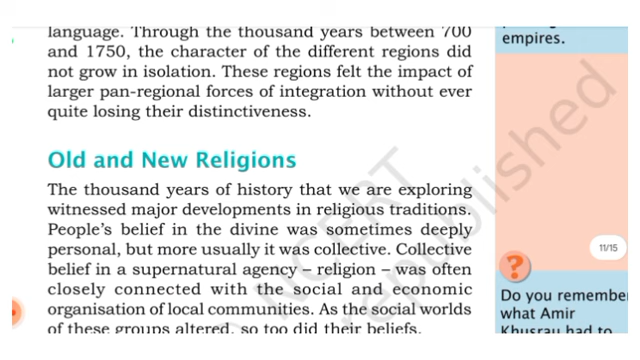 language. Through the thousand years between 700
and 1750, the character of the different regions did
not grow in isolation. These regions felt the impact of
larger pan-regional forces of integration without ever
quite losing their distinctiveness.
Old and New Religions
The thousand years of history that we are exploring
witnessed major developments in religious traditions.
People’s belief in the divine was sometimes deeply
personal, but more usually it was collective. Collective
belief in a supernatural agency – religion – was often
closely connected with the social and economic
organisation of local communities. As the social worlds
of these groups altered, so too did their beliefs.
empires.
11/15
?
Do you remember
what Amir
Khusrau had to
NCERT
republished